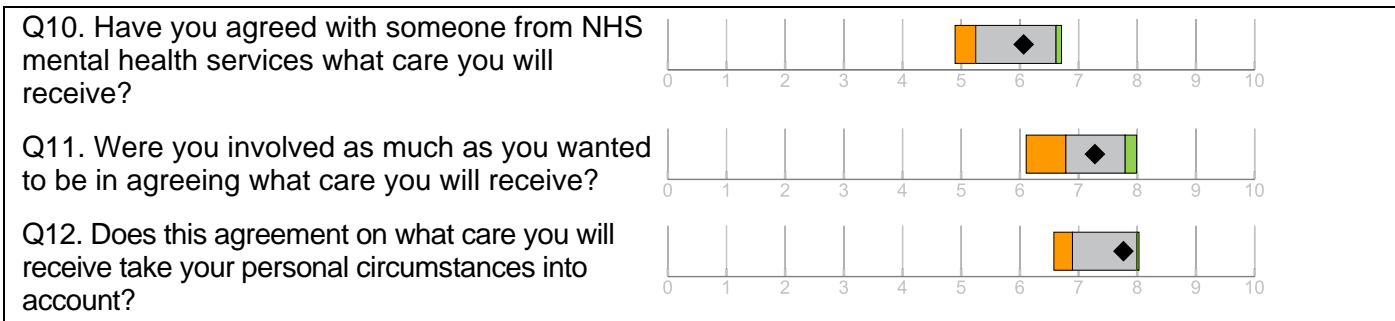 Q10. Have you agreed with someone from NHS
mental health services what care you will
receive?
0 1 2 3 4 5 6 7 8 9 10
Q11. Were you involved as much as you wanted
to be in agreeing what care you will receive?
0 1 2 3 4 5 6 7 8 9 10
Q12. Does this agreement on what care you will
receive take your personal circumstances into
account?
0 1 2 3 4 5 6 7 8 9 10